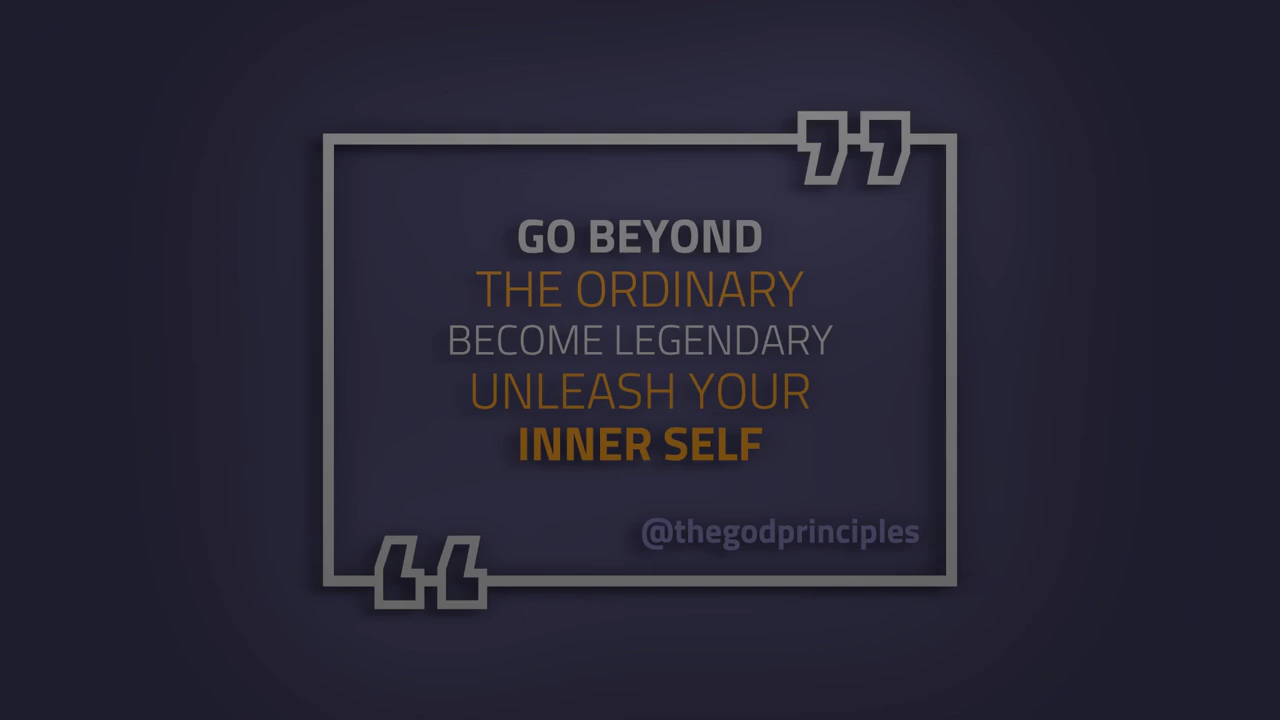 GO BEYOND
THE ORDINARY
BECOME LEGENDARY
UNLEASH YOUR
INNER SELF
@thegodprinciples